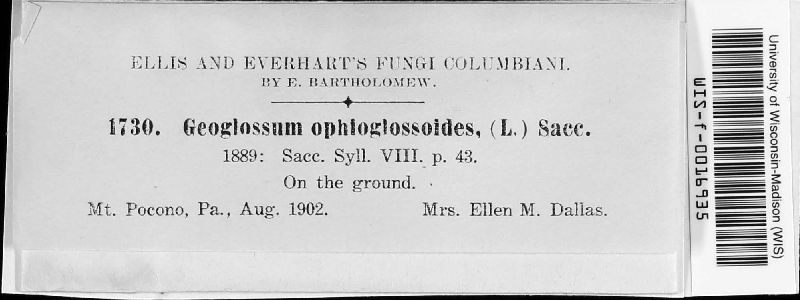 ELLIS AND EVERHART'S FUNGI COLUMBIANI.
BY E. BARTHOLOMEW.
1730. Geoglossum ophioglossoides, (L.) Sacc.
1889: Sacc. Syll. VIII. p. 43.
On the ground.
Mt. Pocono, Pa., Aug. 1902. Mrs. Ellen M. Dallas.
WIS-f-0016935
University of Wisconsin-Madison (WIS)